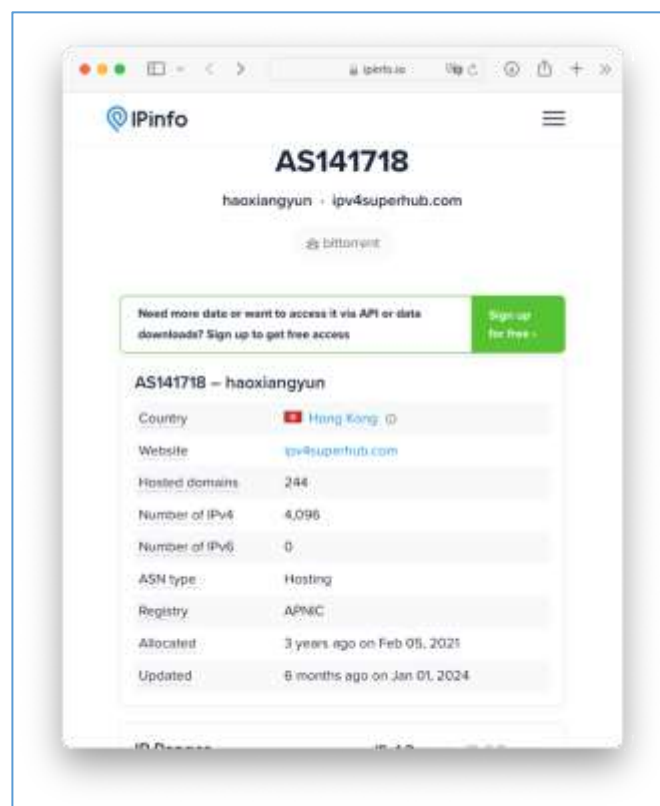 ipinfo.io
IPinfo
AS141718
haoxiangyun · ipv4superhub.com
bittorrent
Need more data or want to access it via API or data
downloads? Sign up to get free access
Sign up
for free ›
AS141718 – haoxiangyun
Country Hong Kong
Website ipv4superhub.com
Hosted domains 244
Number of IPv4 4,096
Number of IPv6 0
ASN type Hosting
Registry APNIC
Allocated 3 years ago on Feb 05, 2021
Updated 6 months ago on Jan 01, 2024
IP Ranges